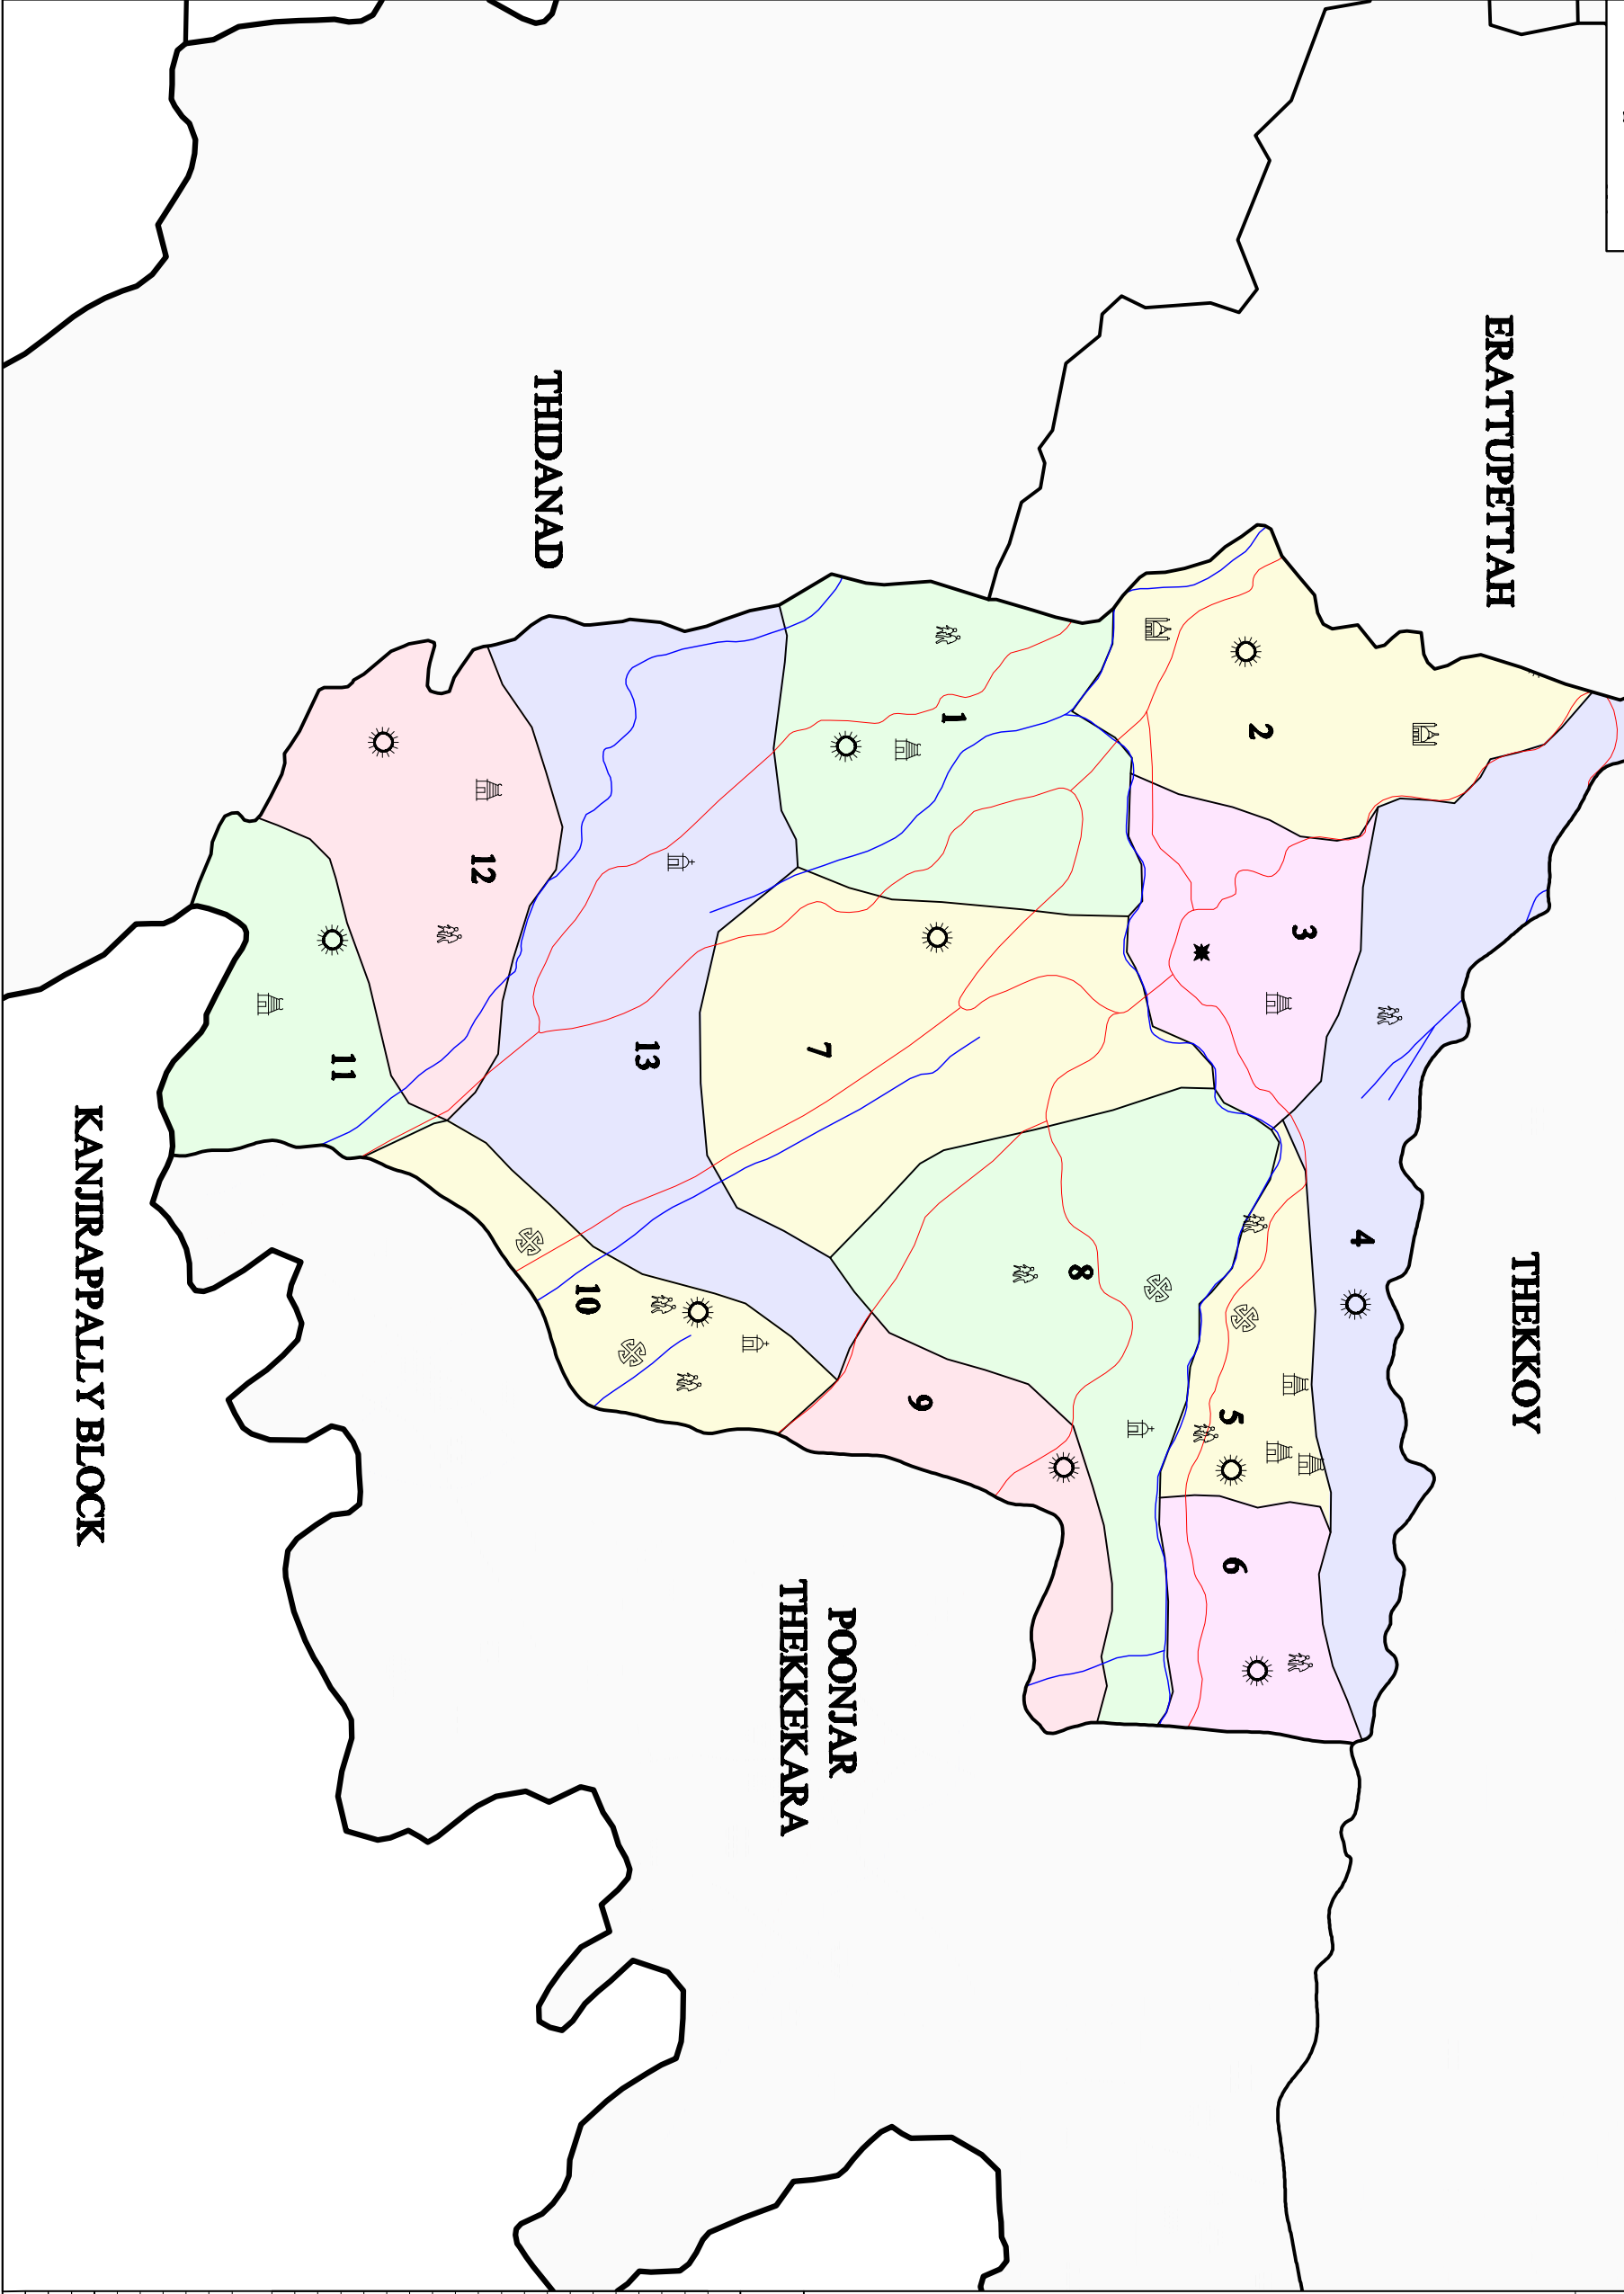 ERATTUPETTAH
THEKKOY
THIDANAD
POONJAR
THEKKEKARA
KANJIRAPPALLY BLOCK
2
3
4
1
5
6
7
8
9
13
10
12
11